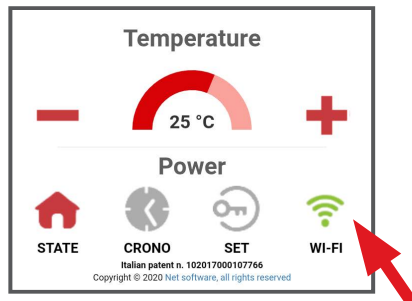 Temperature
25 °C
Power
STATE CRONO SET WI-FI
Italian patent n. 102017000107766
Copyright © 2020 Net software, all rights reserved